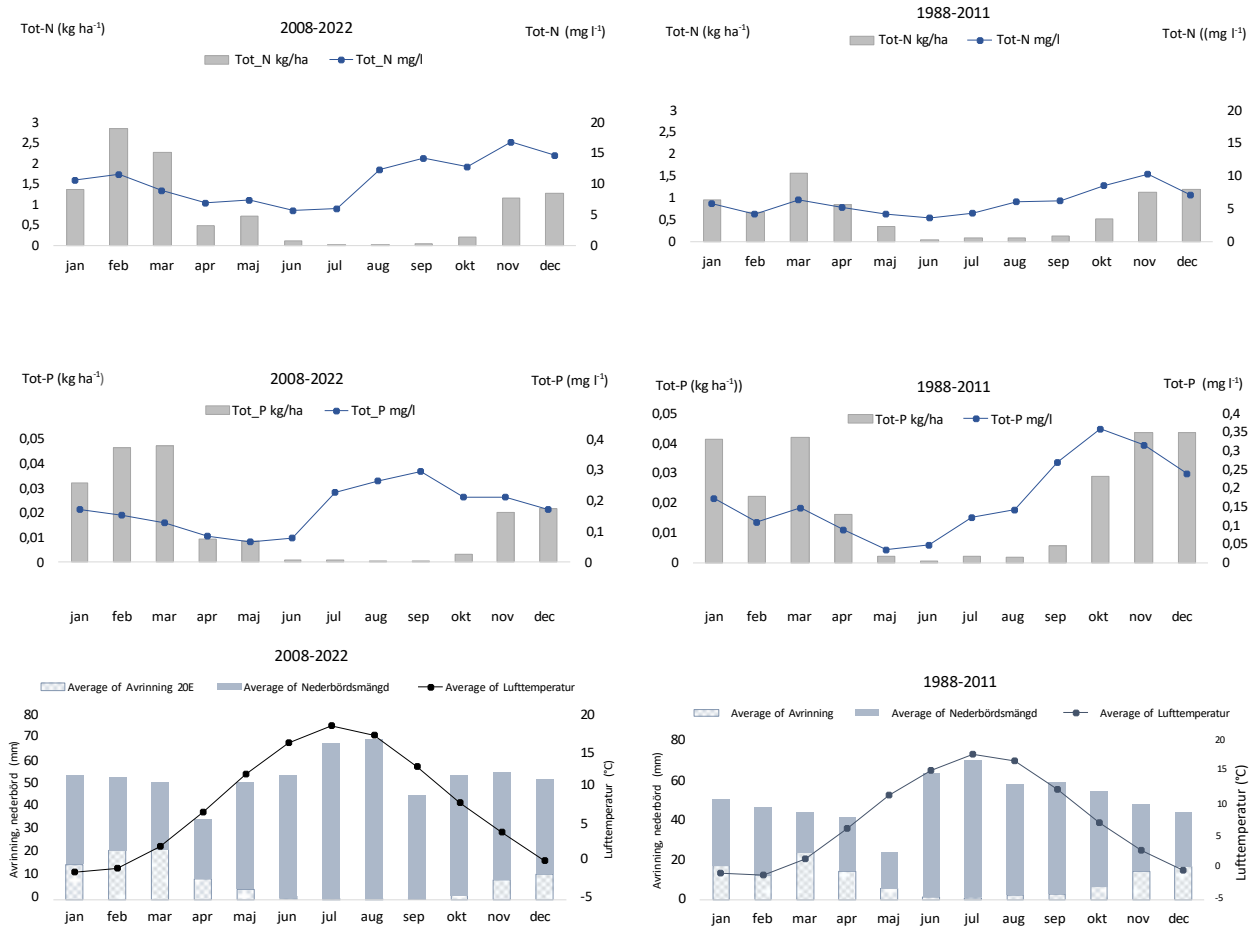 2008-2022
Tot-N (kg ha-1)
Tot-N (mg l-1)
Tot_N kg/ha
Tot_N mg/l
3
2,5
2
1,5
1
0,5
0
20
15
10
5
0
jan feb mar apr maj jun jul aug sep okt nov dec
1988-2011
Tot-N (kg ha-1)
Tot-N ((mg l-1)
Tot-N kg/ha
Tot-N mg/l
3
2,5
2
1,5
1
0,5
0
20
15
10
5
0
jan feb mar apr maj jun jul aug sep okt nov dec
Tot-P (kg ha-1)
2008-2022
Tot-P (mg l-1)
Tot_P kg/ha
Tot_P mg/l
0,05
0,04
0,03
0,02
0,01
0
0,4
0,3
0,2
0,1
0
jan feb mar apr maj jun jul aug sep okt nov dec
Tot-P (kg ha-1))
1988-2011
Tot-P (mg l-1)
Tot-P kg/ha
Tot-P mg/l
0,05
0,04
0,03
0,02
0,01
0
0,4
0,35
0,3
0,25
0,2
0,15
0,1
0,05
0
jan feb mar apr maj jun jul aug sep okt nov dec
2008-2022
Average of Avrinning 20E
Average of Nederbördsmängd
Average of Lufttemperatur
Avrinning, nederbörd (mm)
80
70
60
50
40
30
20
10
0
20
15
10
5
0
-5
Lufttemperatur (°C)
jan feb mar apr maj jun jul aug sep okt nov dec
1988-2011
Average of Avrinning
Average of Nederbördsmängd
Average of Lufttemperatur
Avrinning, nederbörd (mm)
80
60
40
20
0
20
15
10
5
0
-5
Lufttemperatur (°C)
jan feb mar apr maj jun jul aug sep okt nov dec